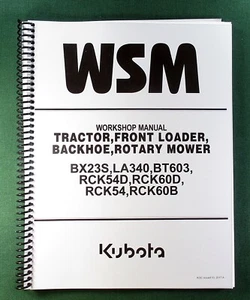 WSM
WORKSHOP MANUAL
TRACTOR,FRONT LOADER,
BACKHOE,ROTARY MOWER
BX23S,LA340,BT603,
RCK54D,RCK60D,
RCK54,RCK60B
Kubota